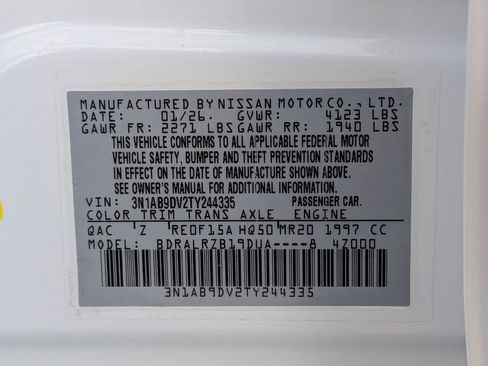 MANUFACTURED BY NISSAN MOTOR CO., LTD.
DATE: 01/26. GVWR: 4123 LBS
GAWR FR: 2271 LBS GAWR RR: 1940 LBS
THIS VEHICLE CONFORMS TO ALL APPLICABLE FEDERAL MOTOR
VEHICLE SAFETY, BUMPER AND THEFT PREVENTION STANDARDS
IN EFFECT ON THE DATE OF MANUFACTURE SHOWN ABOVE.
SEE OWNER'S MANUAL FOR ADDITIONAL INFORMATION.
VIN: 3N1AB9DV2TY244335 PASSENGER CAR.
COLOR TRIM TRANS AXLE ENGINE
QAC Z RE0F15A HQ50 MR20 1997 CC
MODEL: BDRALRZB19DUA----8 4Z000
3N1AB9DV2TY244335